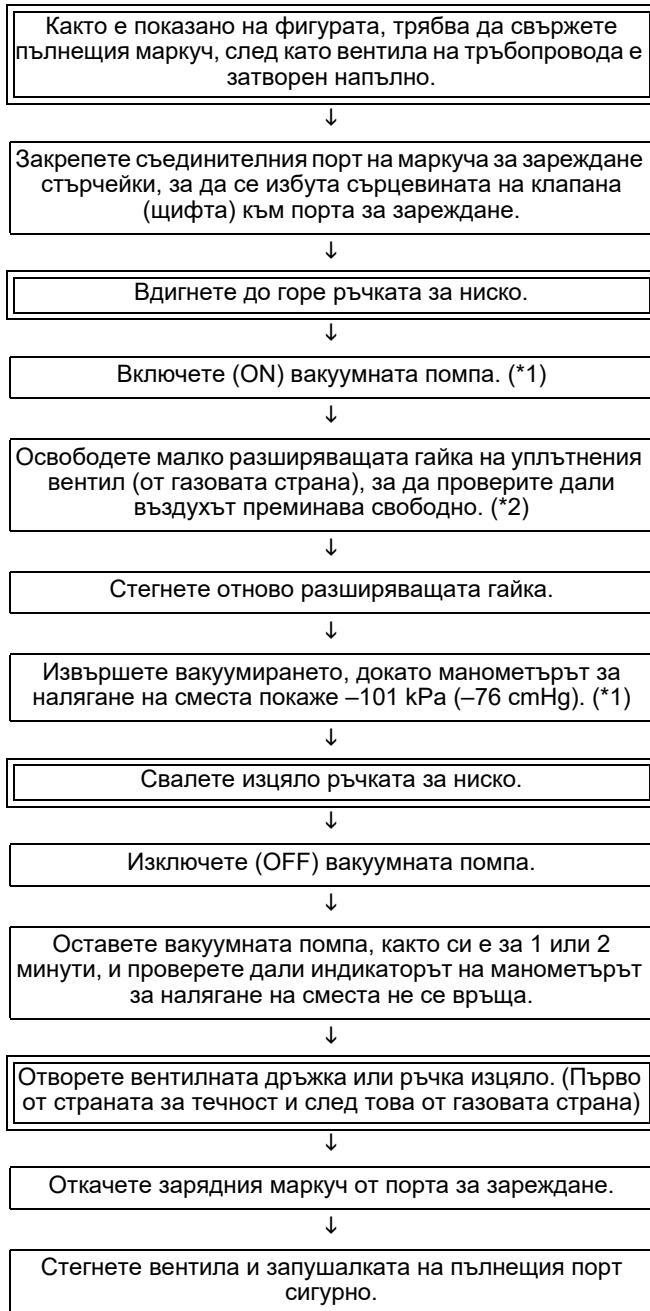 Както е показано на фигурата, трябва да свържете
пълнещия маркуч, след като вентила на тръбопровода е
затворен напълно.
↓
Закрепете съединителния порт на маркуча за зареждане
стърчейки, за да се избута сърцевината на клапана
(щифта) към порта за зареждане.
↓
Вдигнете до горе ръчката за ниско.
↓
Включете (ON) вакуумната помпа. (*1)
↓
Освободете малко разширяващата гайка на уплътнения
вентил (от газовата страна), за да проверите дали
въздухът преминава свободно. (*2)
↓
Стегнете отново разширяващата гайка.
↓
Извършете вакуумирането, докато манометърът за
налягане на сместа покаже –101 kPa (–76 cmHg). (*1)
↓
Свалете изцяло ръчката за ниско.
↓
Изключете (OFF) вакуумната помпа.
↓
Оставете вакуумната помпа, както си е за 1 или 2
минути, и проверете дали индикаторът на манометърът
за налягане на сместа не се връща.
↓
Отворете вентилната дръжка или ръчка изцяло. (Първо
от страната за течност и след това от газовата страна)
↓
Откачете зарядния маркуч от порта за зареждане.
↓
Стегнете вентила и запушалката на пълнещия порт
сигурно.